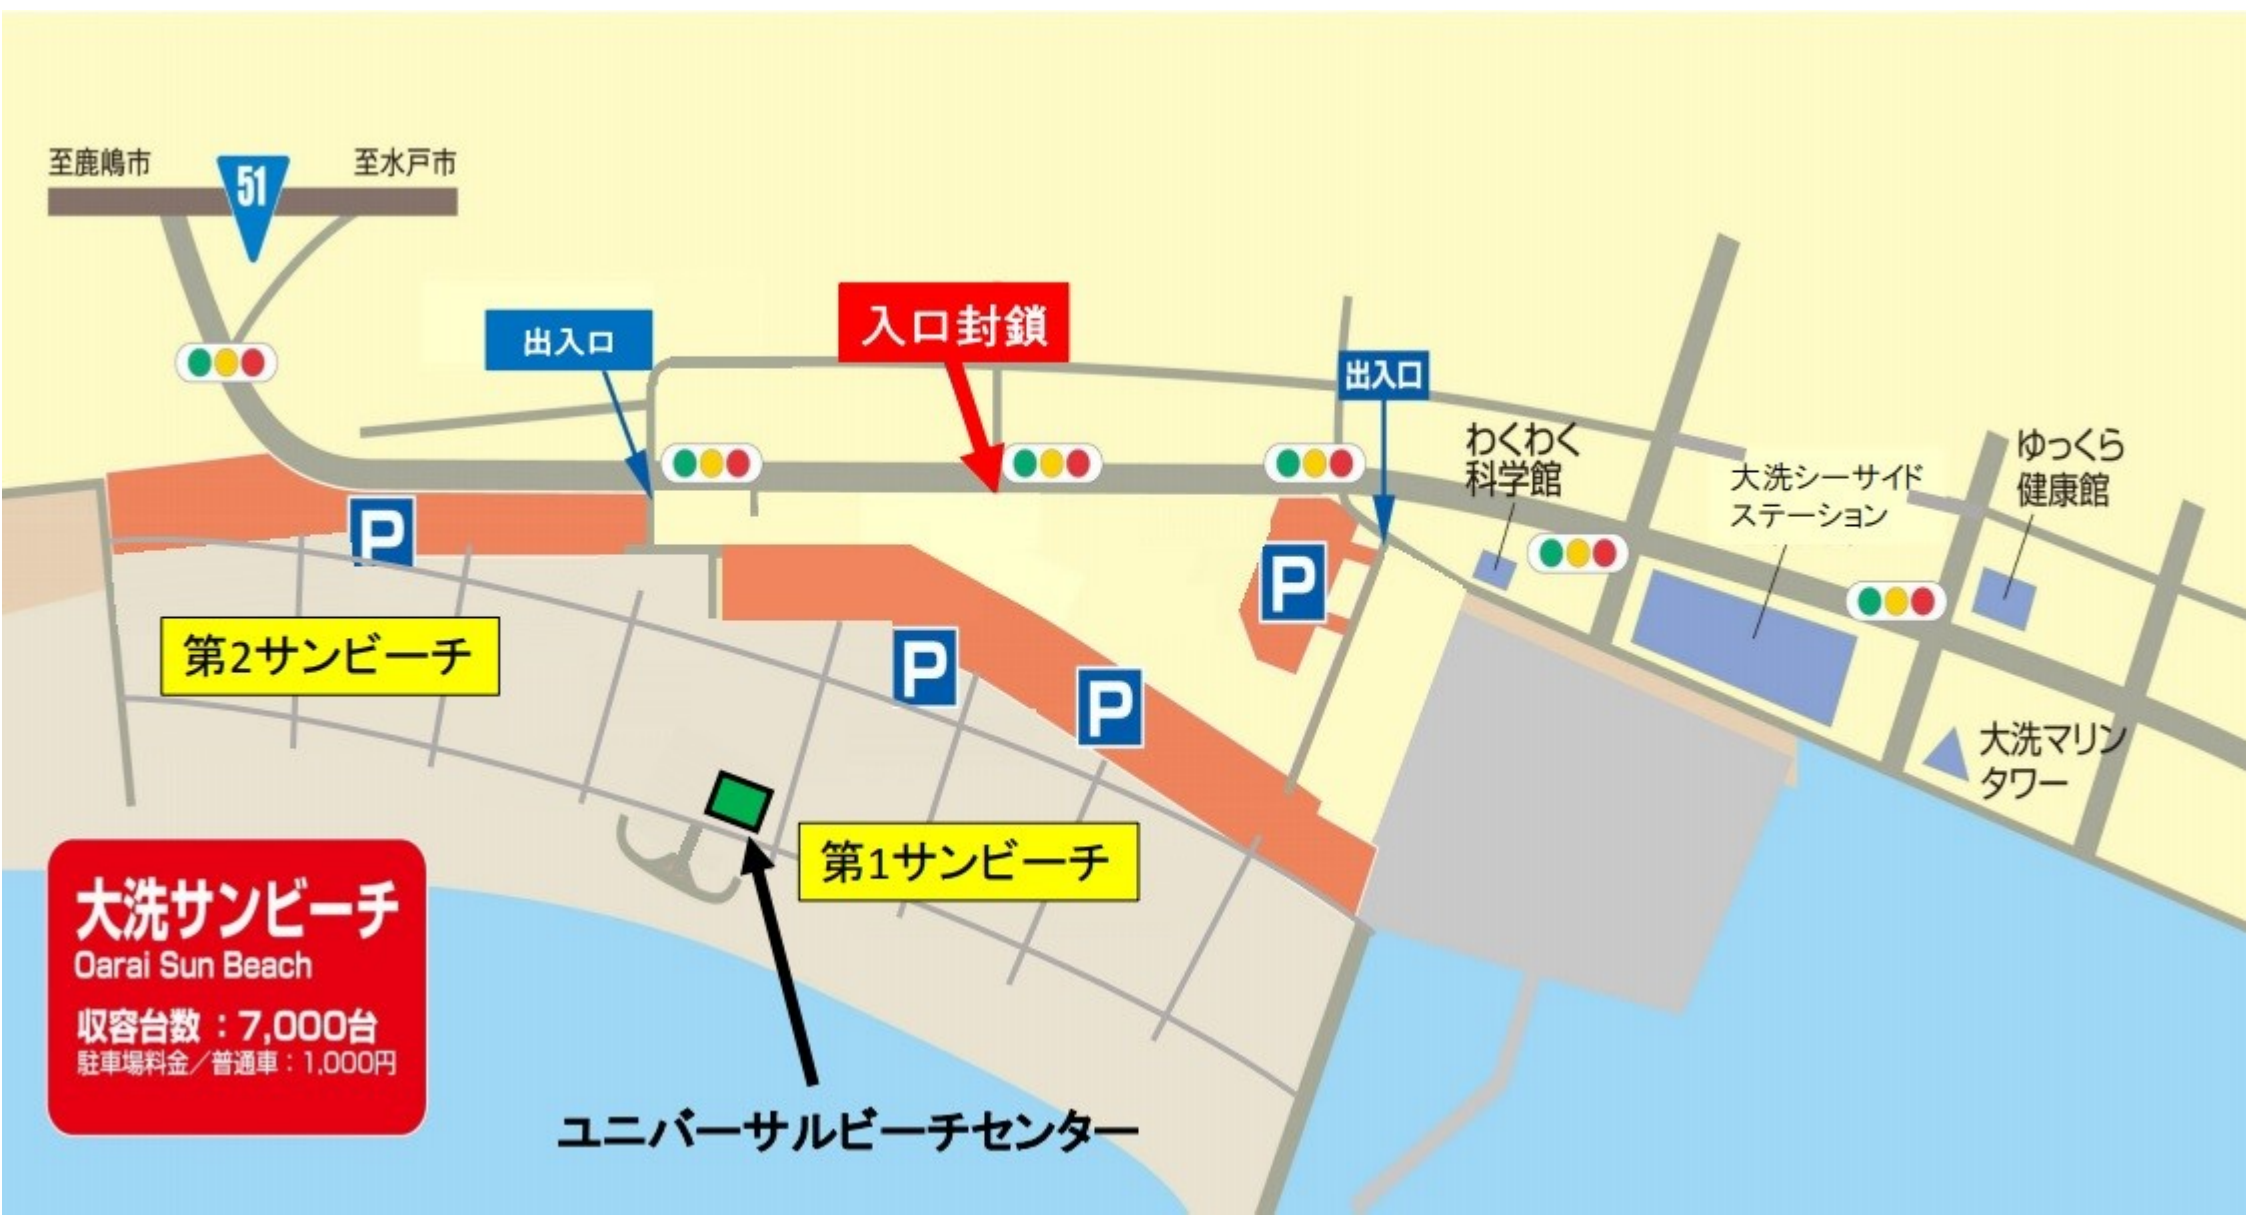 至鹿嶋市
51
至水戸市
出入口
入口封鎖
出入口
わくわく
科学館
大洗シーサイド
ステーション
ゆっくら
健康館
P
P
P
P
第2サンビーチ
第1サンビーチ
大洗マリン
タワー
大洗サンビーチ
Oarai Sun Beach
収容台数：7,000台
駐車場料金／普通車：1,000円
ユニバーサルビーチセンター